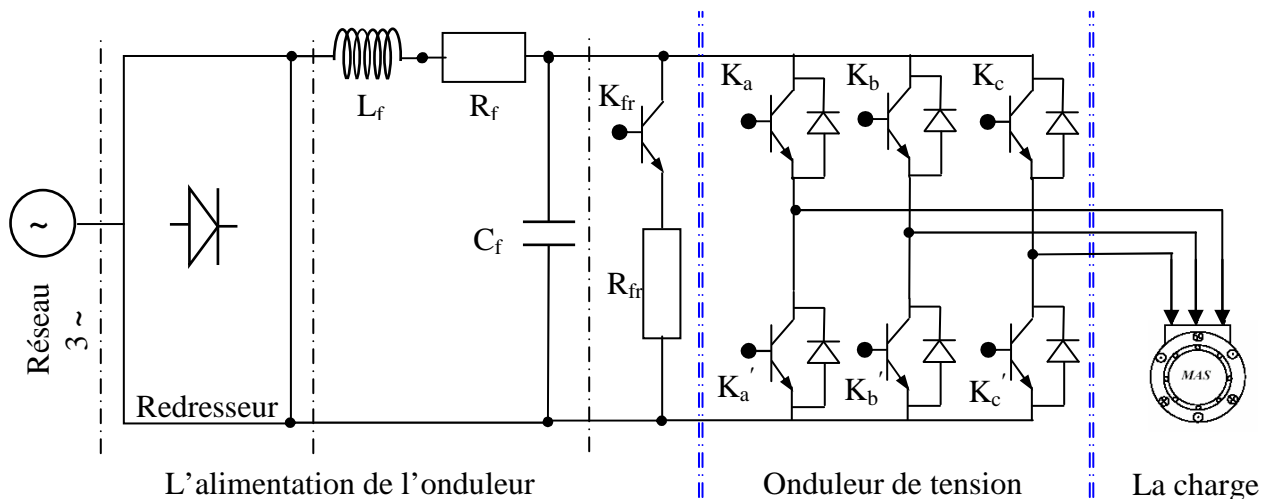 L_f
R_f
K_fr
K_a
K_b
K_c
~
Réseau
3 ~
C_f
R_fr
K_a'
K_b'
K_c'
MAS
Redresseur
L'alimentation de l'onduleur
Onduleur de tension
La charge